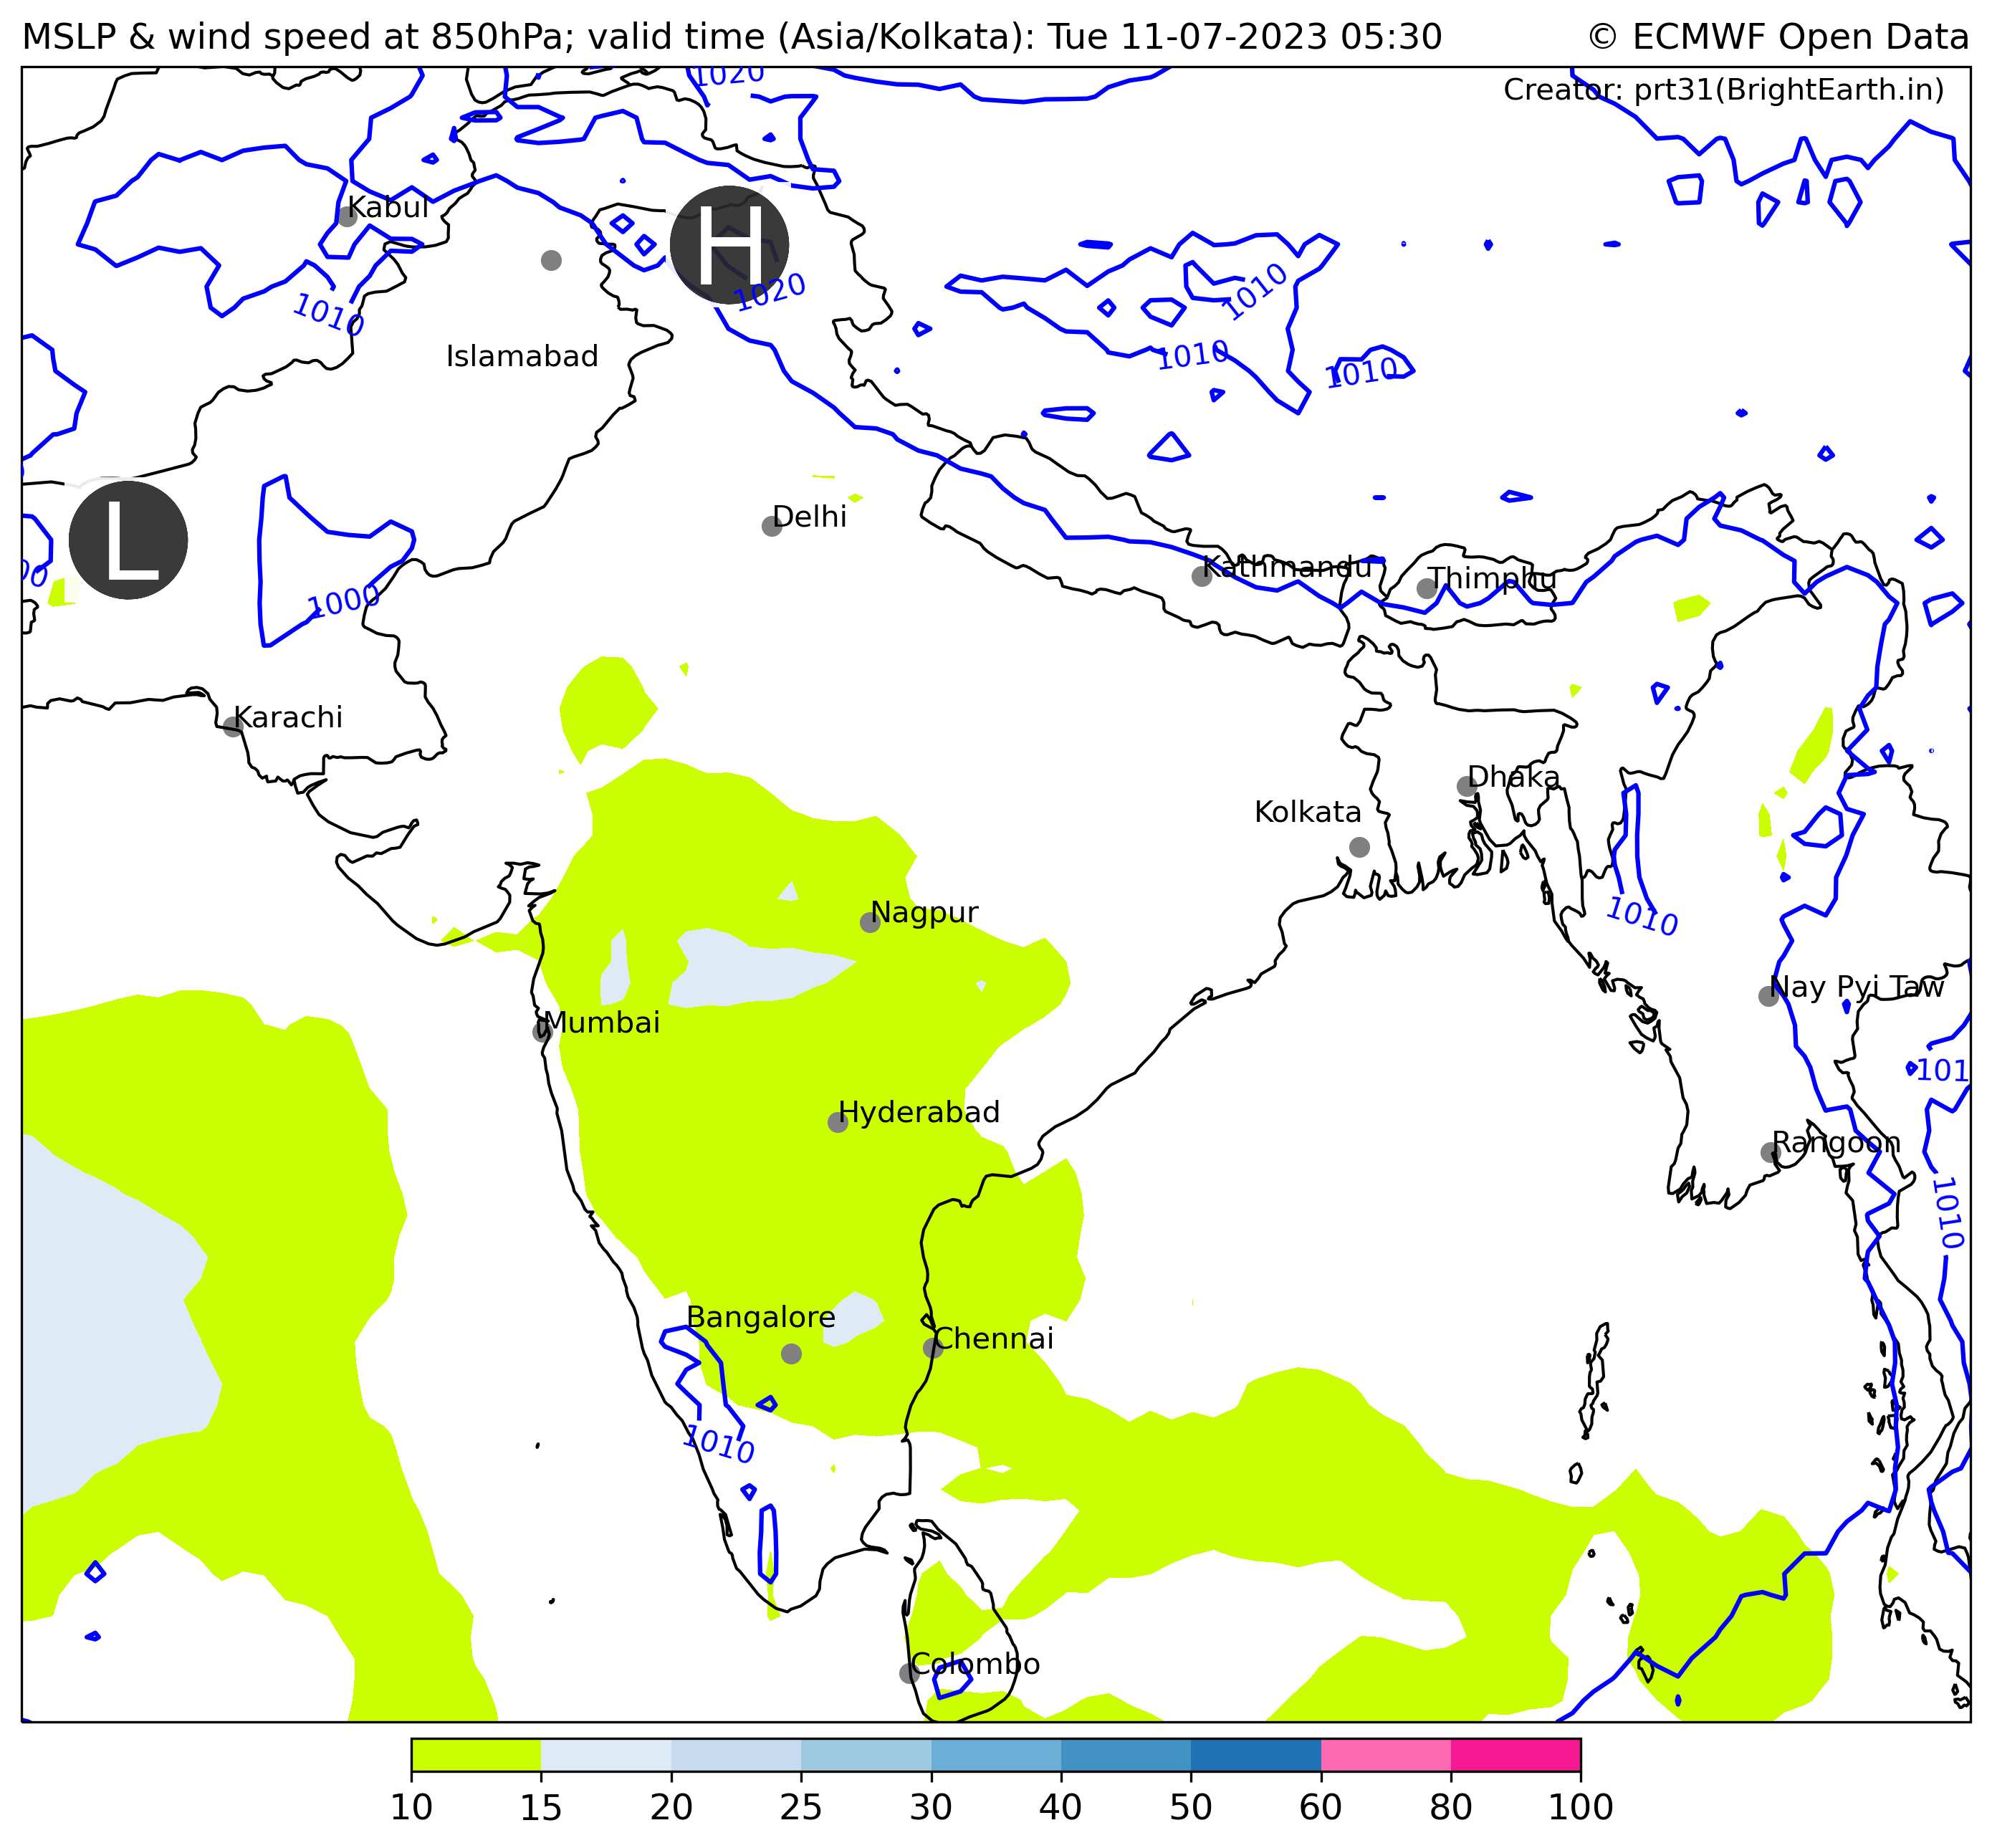 MSLP & wind speed at 850hPa; valid time (Asia/Kolkata): Tue 11-07-2023 05:30 © ECMWF Open Data
1020
Creator: prt31(BrightEarth.in)
Kabul
H
1020
1010
1010
1010
Islamabad
1010
1010
L
Delhi
00
1000
Kathmandu
Thimphu
Karachi
Dhaka
Kolkata
Nagpur
1010
Nay Pyi Taw
Mumbai
101
Hyderabad
Rangoon
1010
Bangalore
Chennai
1010
Colombo
10 15 20 25 30 40 50 60 80 100